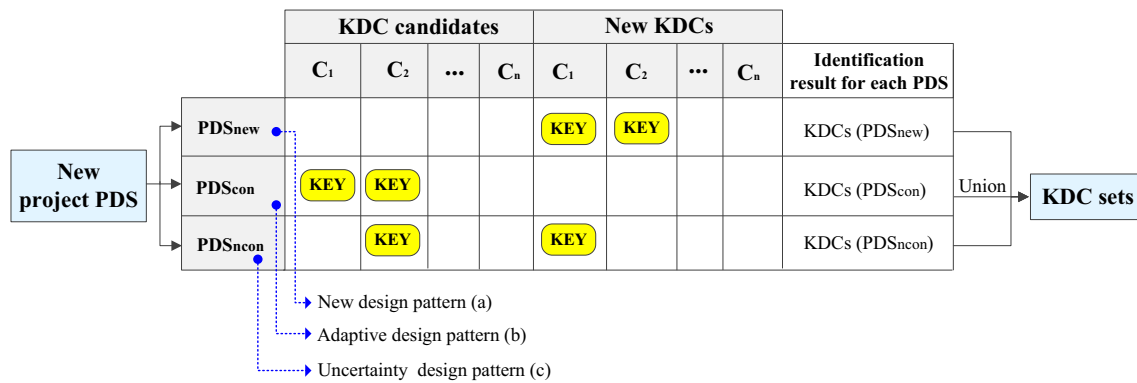 KDC candidates New KDCs
C1 C2 ... Cn C1 C2 ... Cn
Identification
result for each PDS
PDSnew KEY KEY KDCs (PDSnew)
New
project PDS
PDScon KEY KEY KDCs (PDScon) Union KDC sets
PDSncon KEY KEY KDCs (PDSncon)
New design pattern (a)
Adaptive design pattern (b)
Uncertainty design pattern (c)